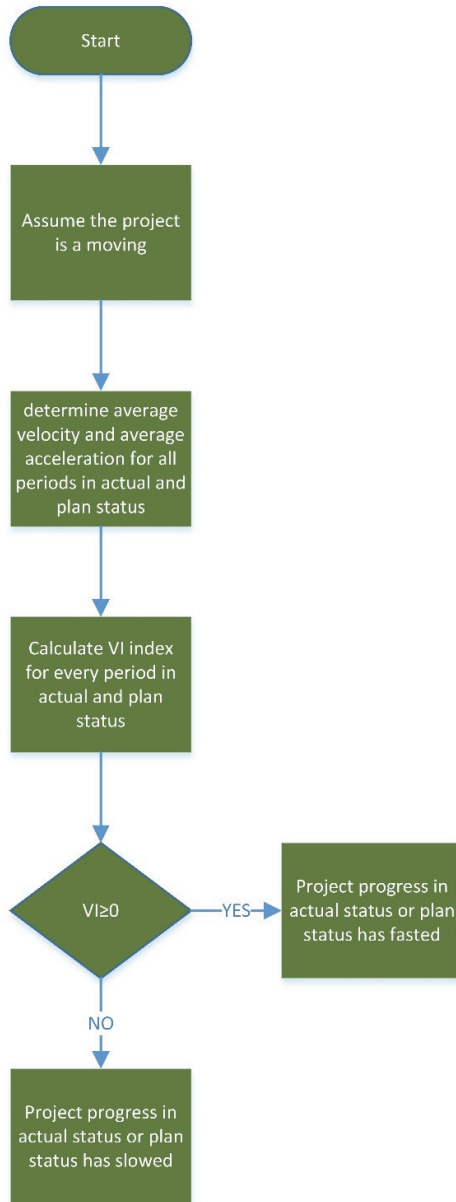 Start
Assume the project
is a moving
determine average
velocity and average
acceleration for all
periods in actual and
plan status
Calculate VI index
for every period in
actual and plan
status
VI≥0
YES
Project progress in
actual status or plan
status has fasted
NO
Project progress in
actual status or plan
status has slowed